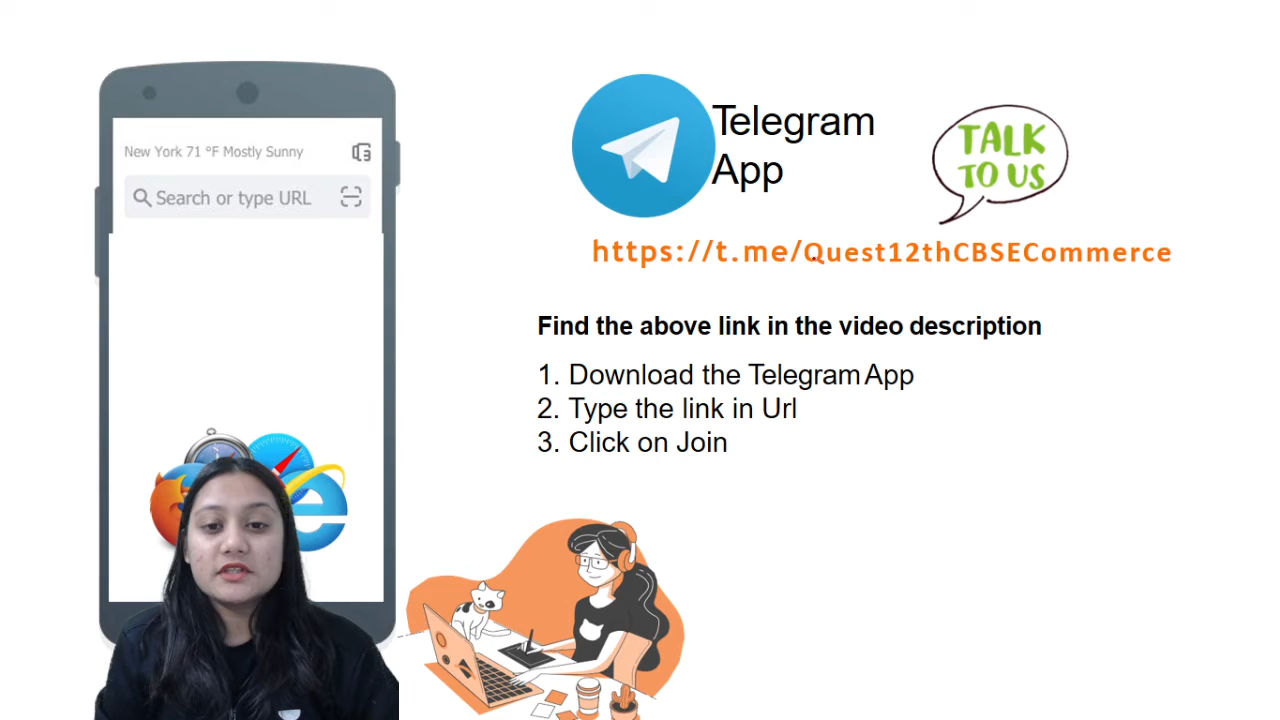 New York 71 °F Mostly Sunny
Search or type URL
Telegram
App
TALK
TO US
https://t.me/Quest12thCBSECommerce
Find the above link in the video description
1. Download the Telegram App
2. Type the link in Url
3. Click on Join